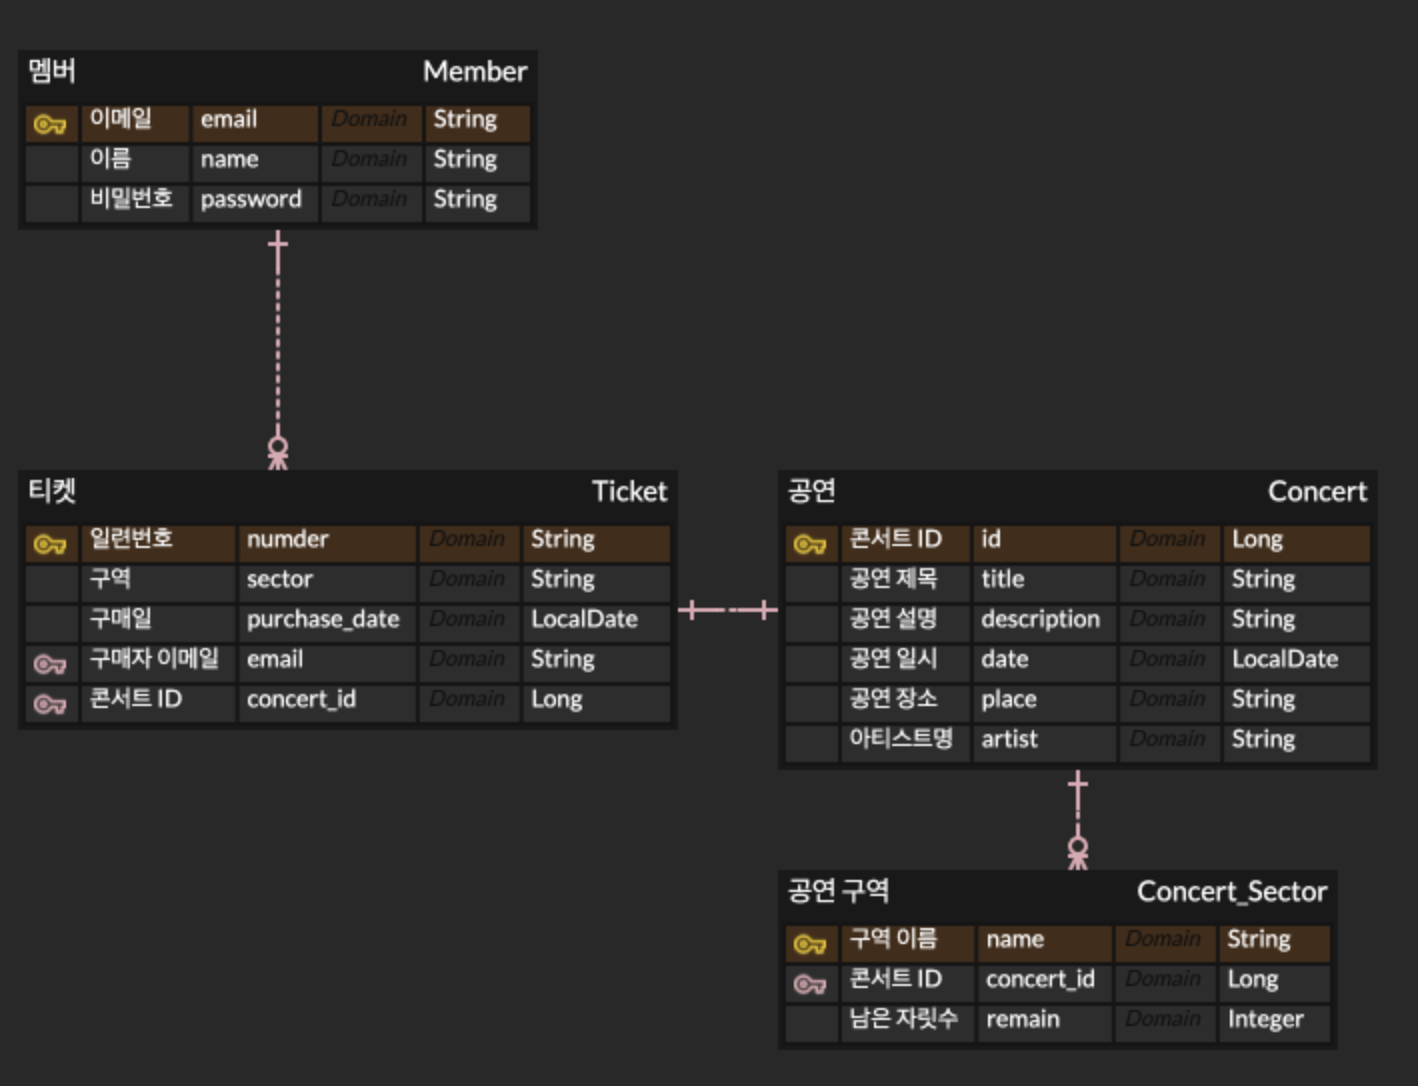 멤버 Member
이메일 email Domain String
이름 name Domain String
비밀번호 password Domain String
티켓 Ticket
일련번호 numder Domain String
구역 sector Domain String
구매일 purchase_date Domain LocalDate
구매자 이메일 email Domain String
콘서트 ID concert_id Domain Long
공연 Concert
콘서트 ID id Domain Long
공연 제목 title Domain String
공연 설명 description Domain String
공연 일시 date Domain LocalDate
공연 장소 place Domain String
아티스트명 artist Domain String
공연 구역 Concert_Sector
구역 이름 name Domain String
콘서트 ID concert_id Domain Long
남은 자릿수 remain Domain Integer